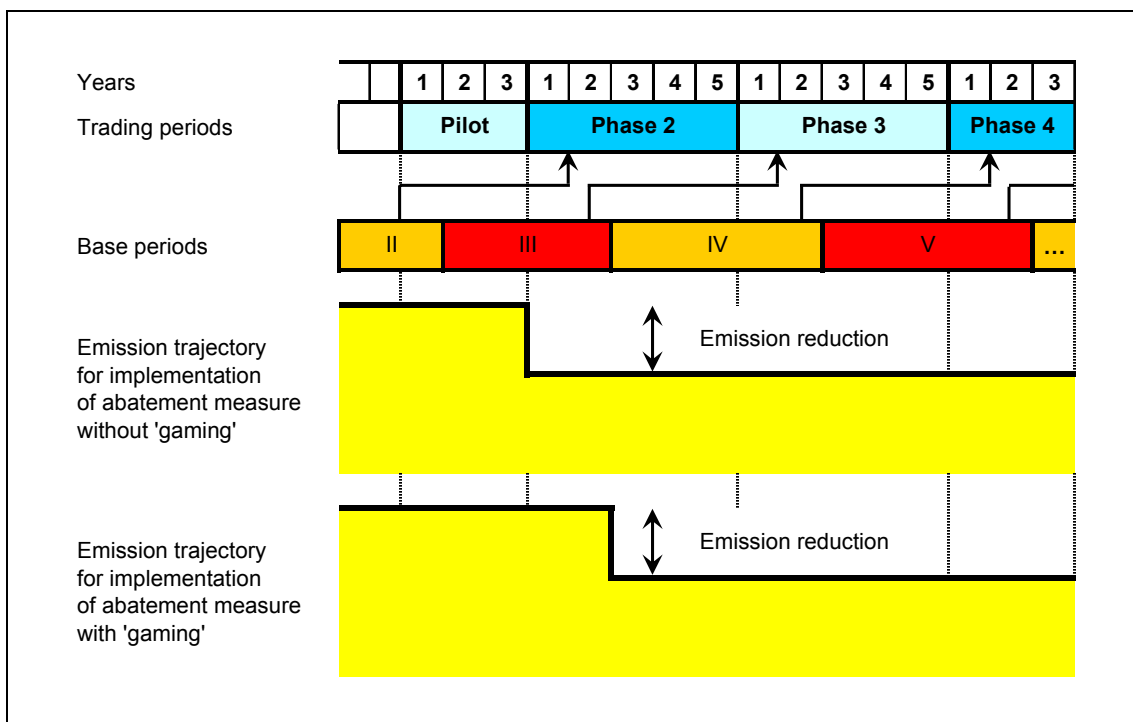 Years 1 2 3 1 2 3 4 5 1 2 3 4 5 1 2 3
Trading periods Pilot Phase 2 Phase 3 Phase 4
Base periods II III IV V ...
Emission reduction
Emission trajectory
for implementation
of abatement measure
without 'gaming'
Emission reduction
Emission trajectory
for implementation
of abatement measure
with 'gaming'